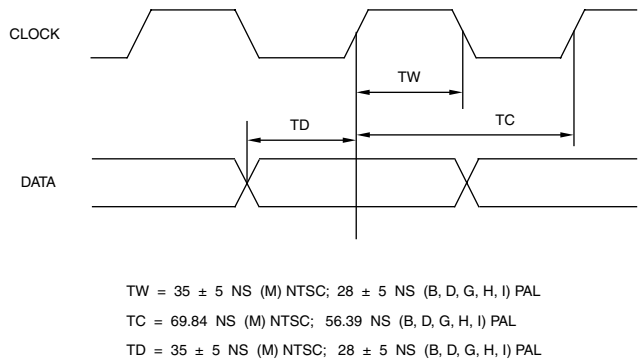 CLOCK
TW
TC
TD
DATA
TW = 35 ± 5 NS (M) NTSC; 28 ± 5 NS (B, D, G, H, I) PAL
TC = 69.84 NS (M) NTSC; 56.39 NS (B, D, G, H, I) PAL
TD = 35 ± 5 NS (M) NTSC; 28 ± 5 NS (B, D, G, H, I) PAL